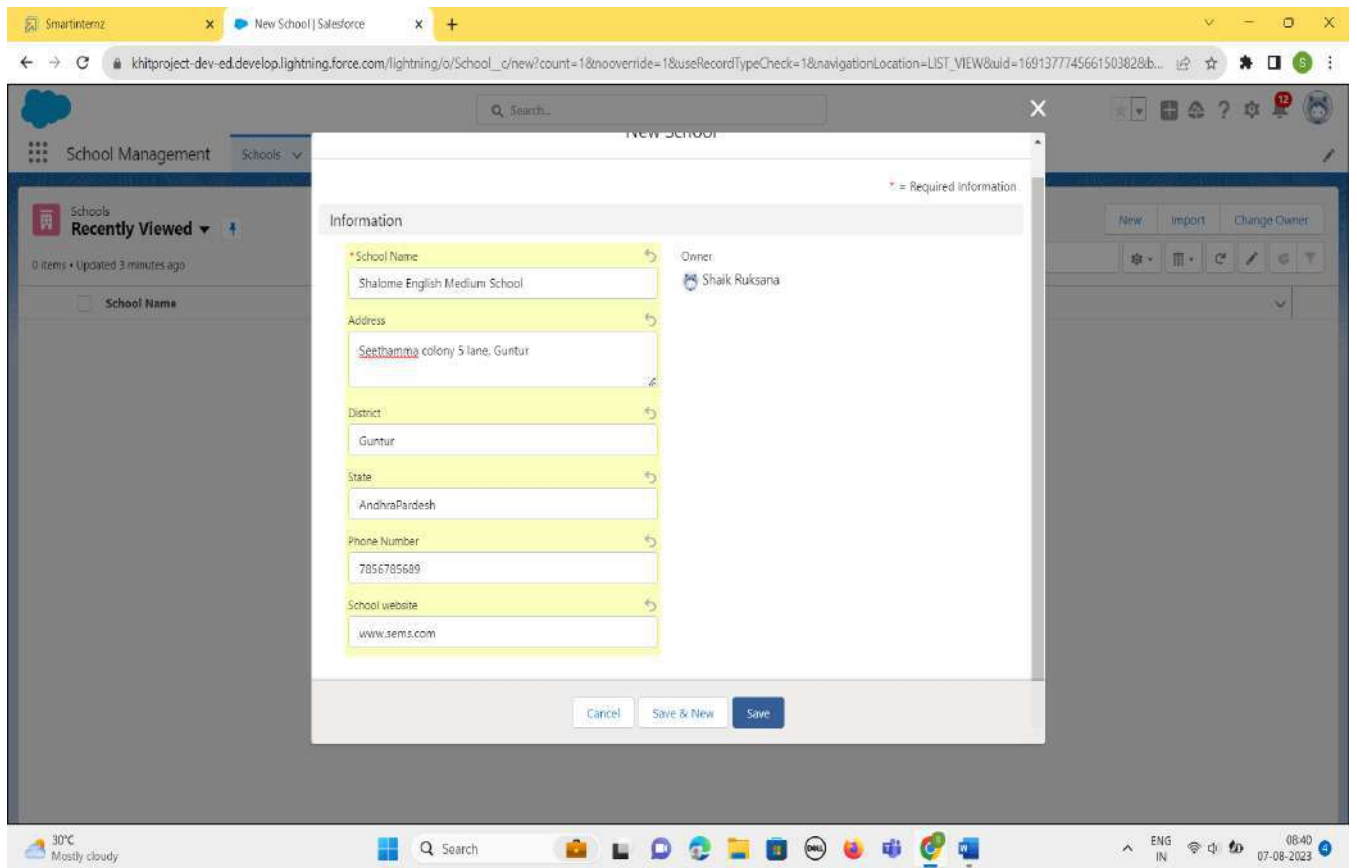 Smartinternz
New School | Salesforce
khitproject-dev-ed.develop.lightning.force.com/lightning/o/School__c/new?count=1&nooverride=1&useRecordTypeCheck=1&navigationLocation=LIST_VIEW&uid=169137774566150382&b...
S
Search...
12
School Management
Schools
New School
* = Required Information
Schools
Recently Viewed
New
Import
Change Owner
Information
0 items • Updated 3 minutes ago
* School Name
Owner
Shalome English Medium School
Shaik Ruksana
School Name
Address
Seethamma colony 5 lane, Guntur
District
Guntur
State
AndhraPardesh
Phone Number
7856785689
School website
www.sems.com
Cancel
Save & New
Save
30°C
Mostly cloudy
Search
DELL
ENG
IN
08:40
07-08-2023
4